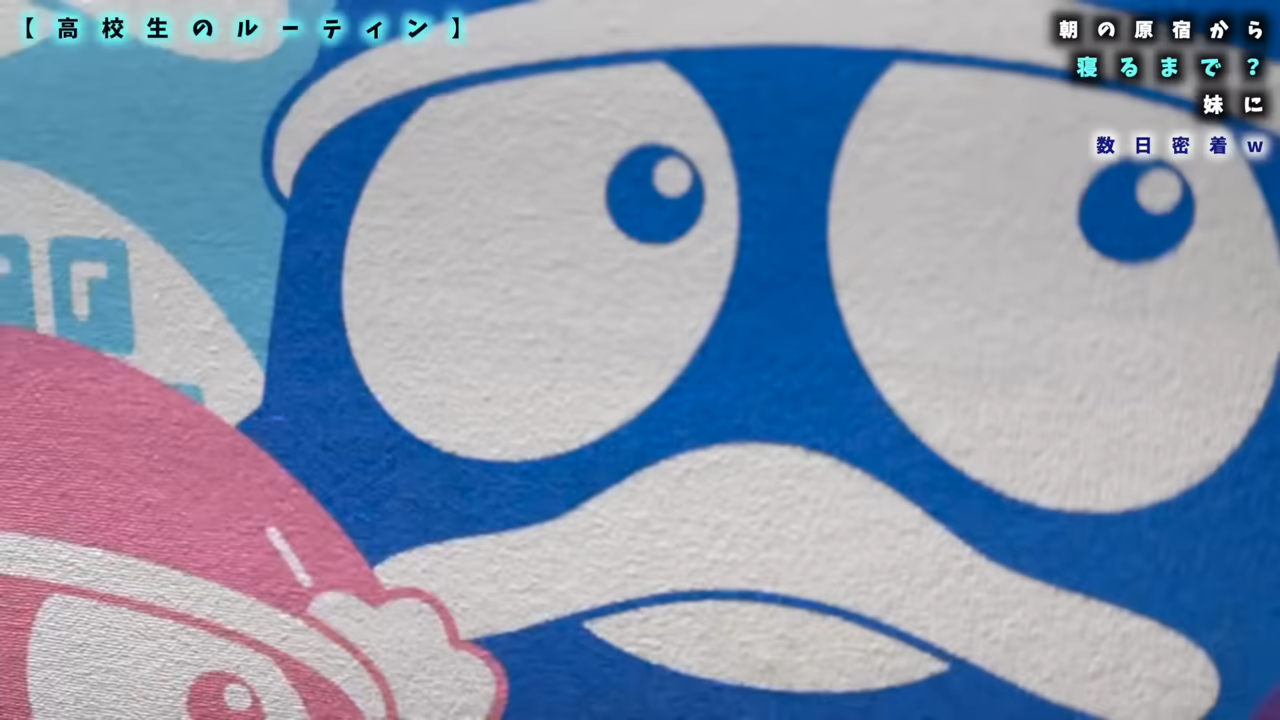 【高校生のルーティン】
朝の原宿から
寝るまで?
妹に
数日密着w